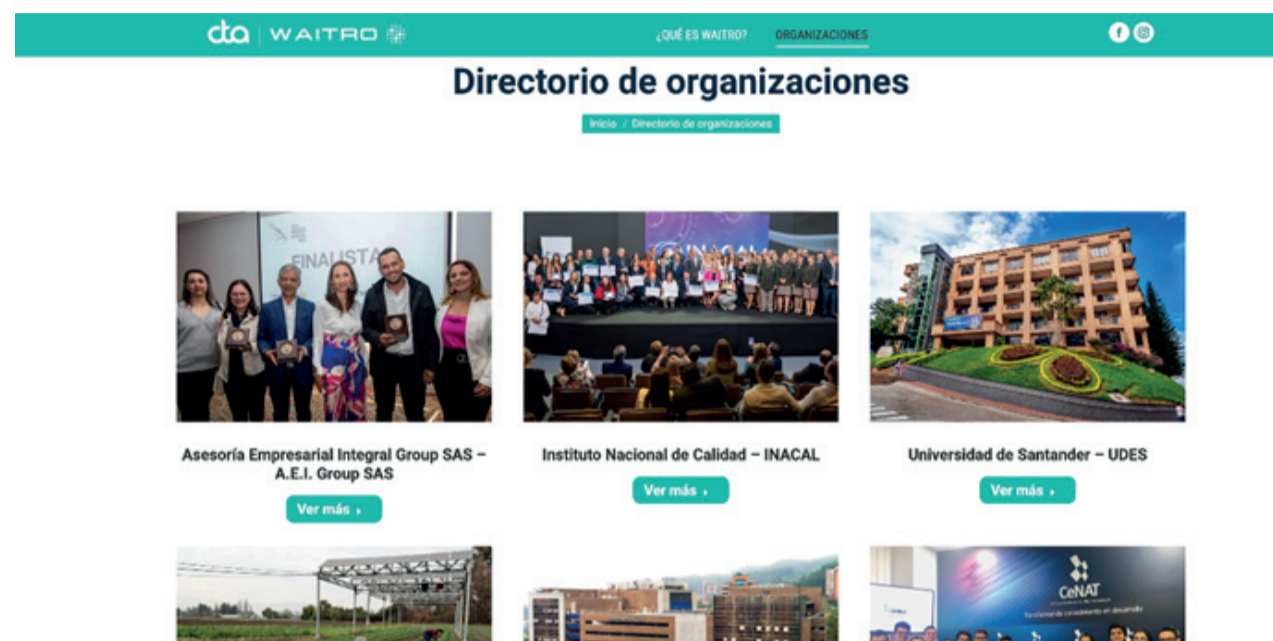 cta | WAITRO
¿QUÉ ES WAITRO?
ORGANIZACIONES
Directorio de organizaciones
Inicio / Directorio de organizaciones
FINALISTA
INACAL
Asesoría Empresarial Integral Group SAS –
A.E.I. Group SAS
Ver más
Instituto Nacional de Calidad – INACAL
Ver más
Universidad de Santander – UDES
Ver más
CeNAT